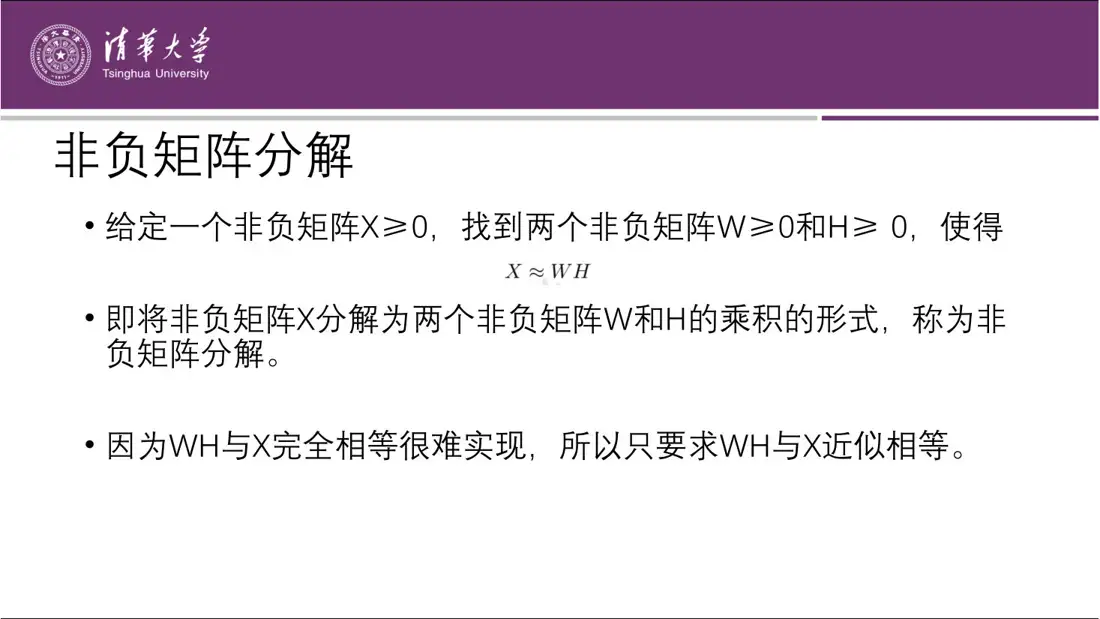 清华大学
Tsinghua University
非负矩阵分解
• 给定一个非负矩阵X≥0，找到两个非负矩阵W≥0和H≥ 0，使得
X ≈ WH
• 即将非负矩阵X分解为两个非负矩阵W和H的乘积的形式，称为非
负矩阵分解。
• 因为WH与X完全相等很难实现，所以只要求WH与X近似相等。